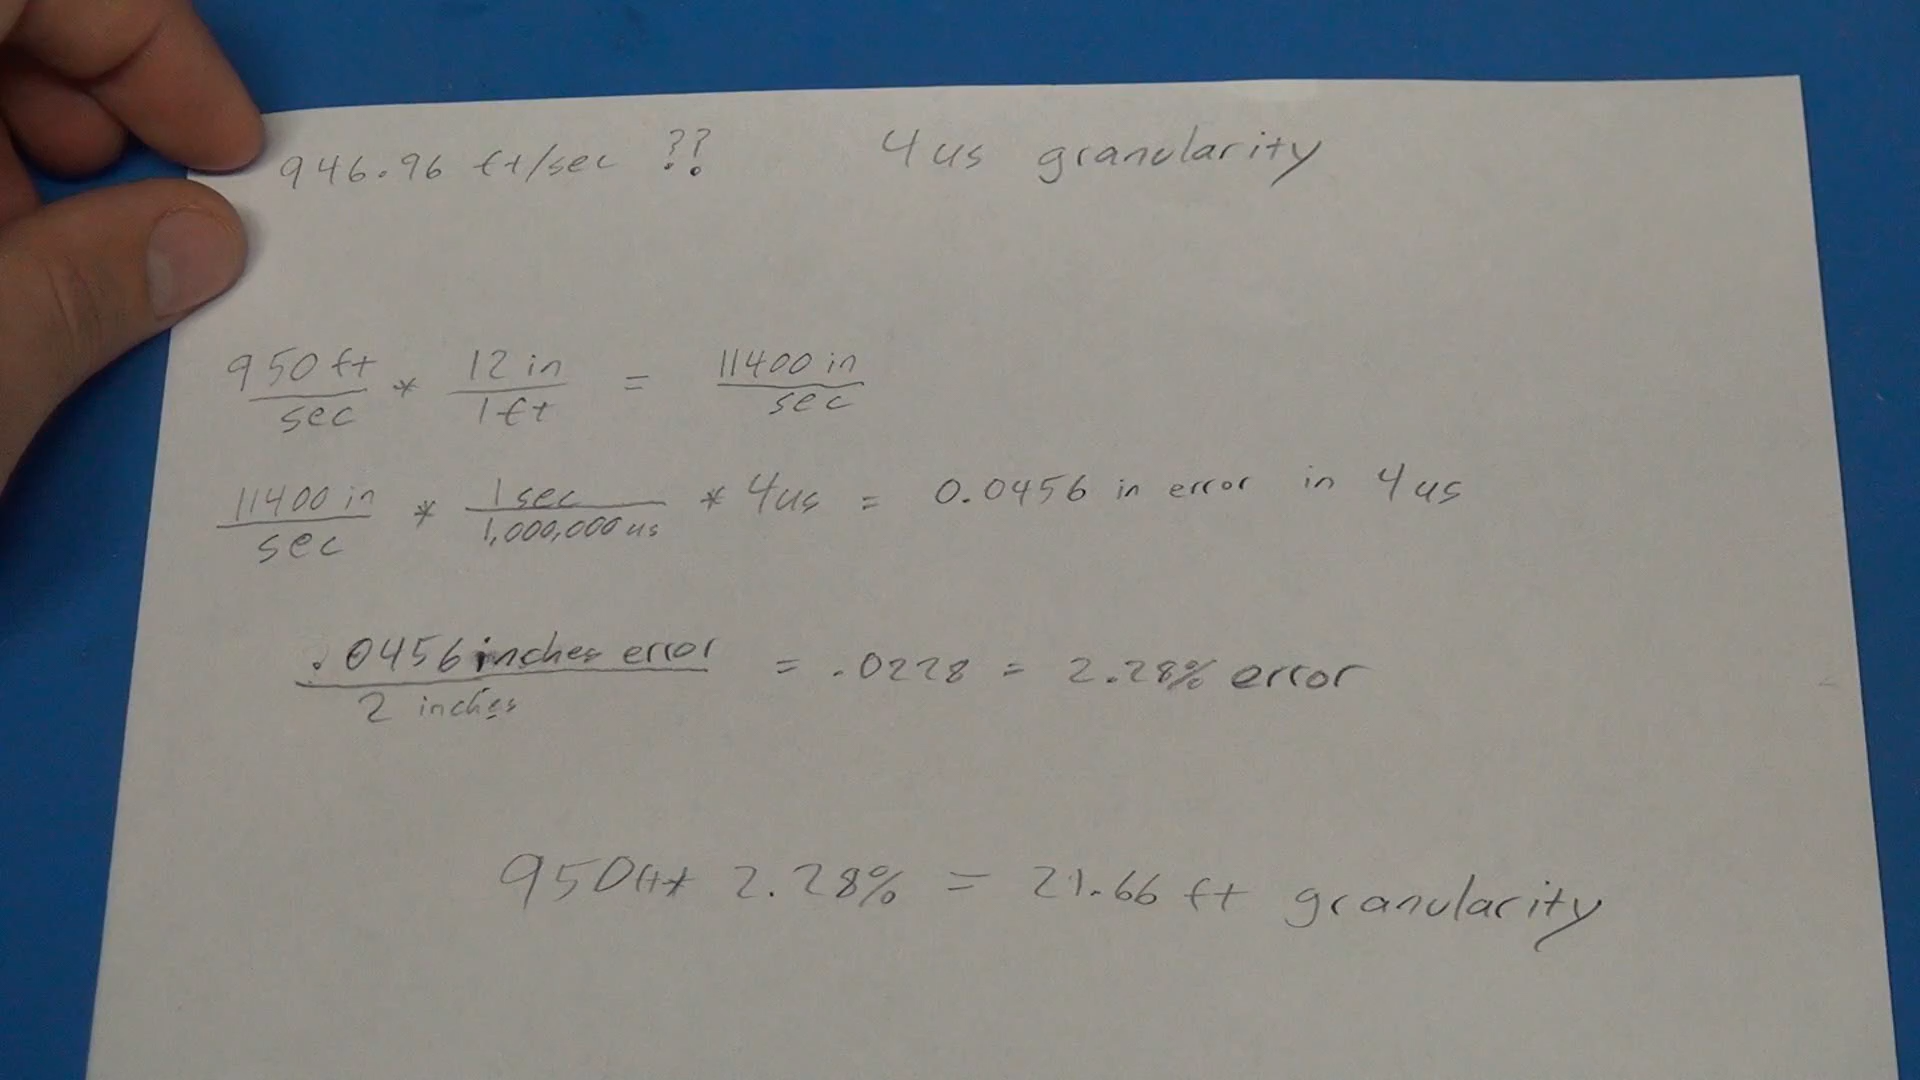 946.96 ft/sec ?? 4us granularity
950 ft * 12 in = 11400 in
sec 1 ft sec
11400 in * 1 sec * 4us = 0.0456 in error in 4us
sec 1,000,000 us
.0456 inches error = .0228 = 2.28% error
2 inches
950ft * 2.28% = 21.66 ft granularity